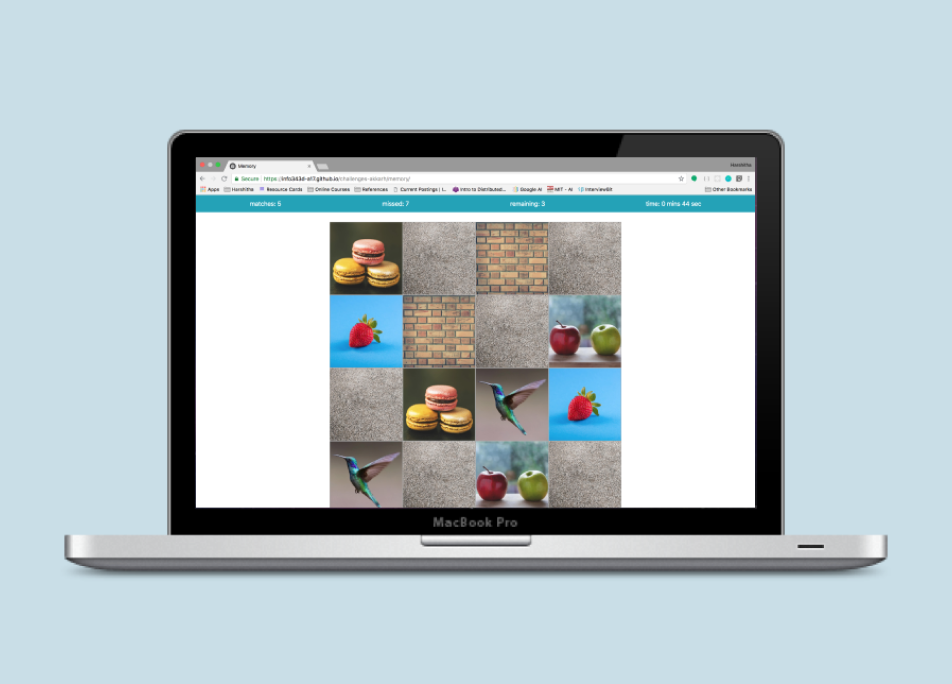 Memory
Harshitha
Secure https://info343d-a17.github.io/challenges-aksarh/memory/
Apps Harshitha Resource Cards Online Courses References Current Postings | I... Intro to Distributed... Google AI MIT - AI InterviewBit Other Bookmarks
matches: 5 missed: 7 remaining: 3 time: 0 mins 44 sec
MacBook Pro